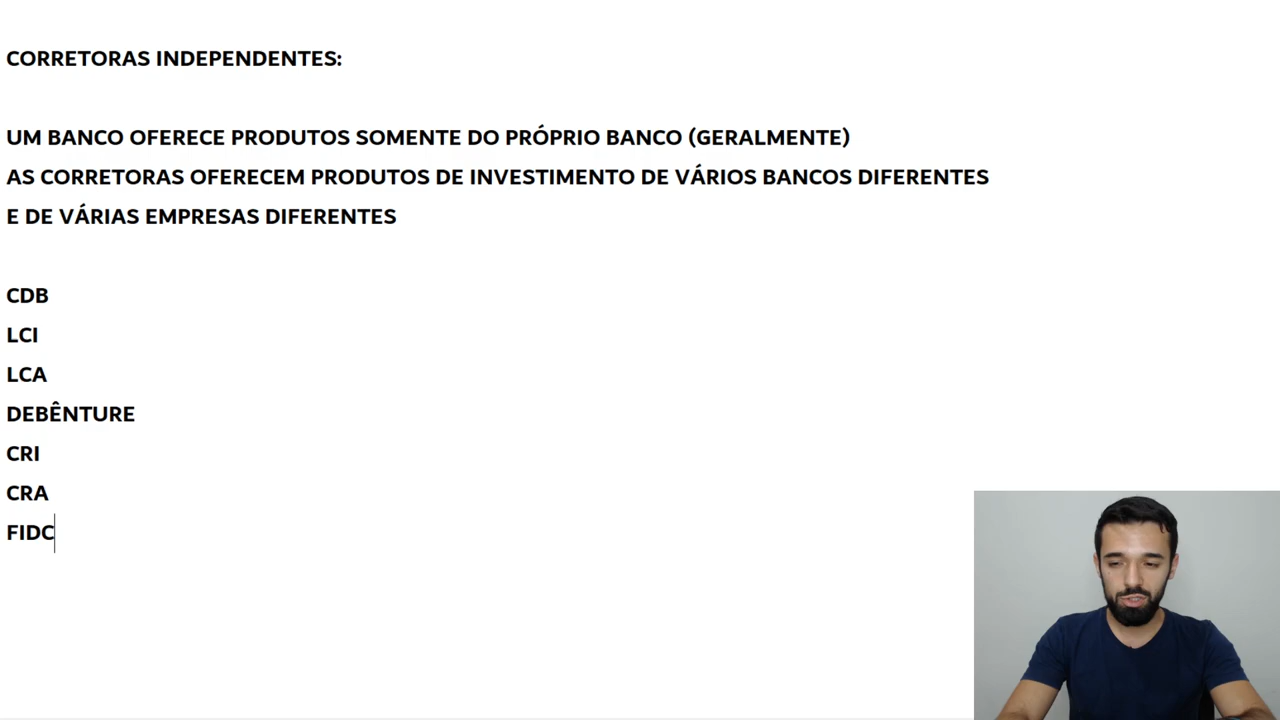 CORRETORAS INDEPENDENTES:
UM BANCO OFERECE PRODUTOS SOMENTE DO PRÓPRIO BANCO (GERALMENTE)
AS CORRETORAS OFERECEM PRODUTOS DE INVESTIMENTO DE VÁRIOS BANCOS DIFERENTES
E DE VÁRIAS EMPRESAS DIFERENTES
CDB
LCI
LCA
DEBÊNTURE
CRI
CRA
FIDC